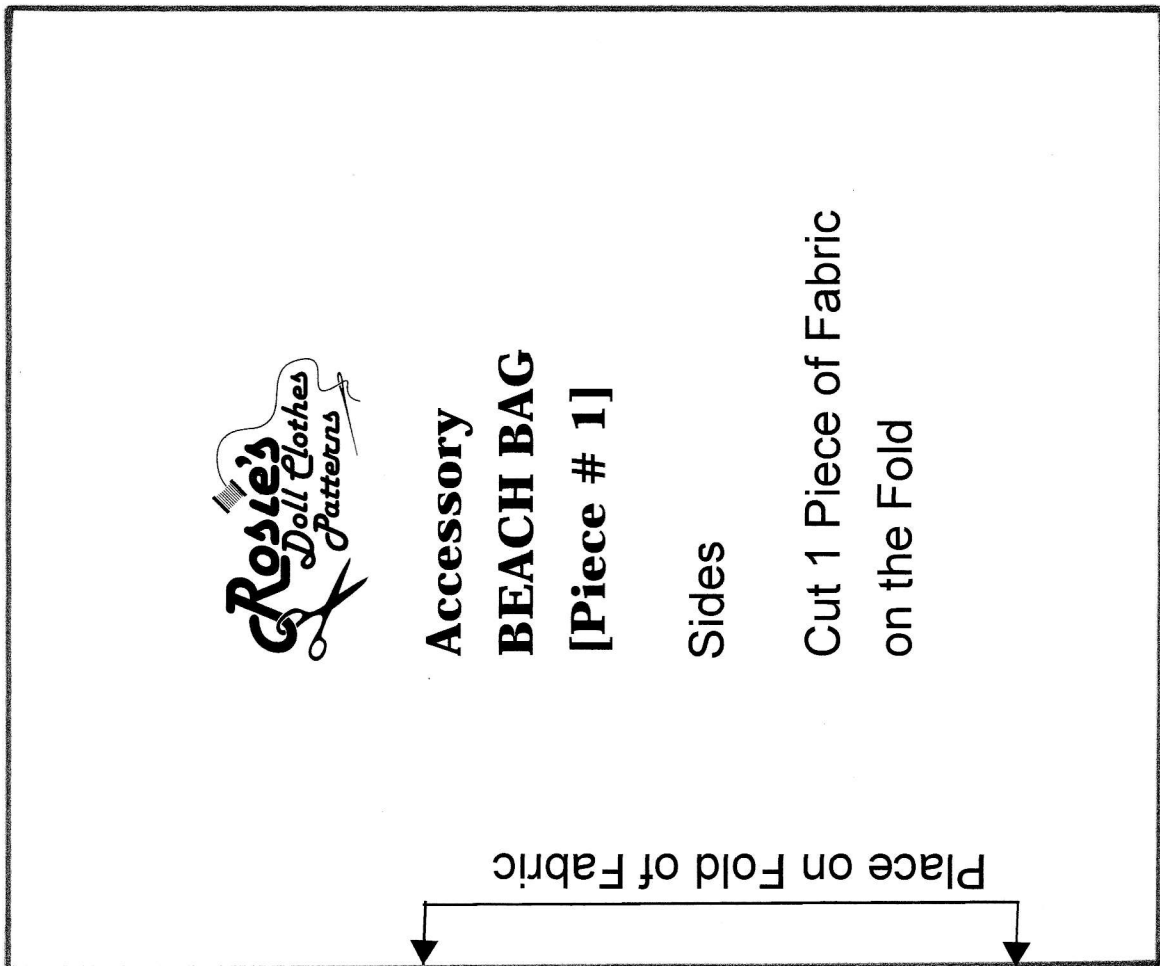 Rosie's
Doll Clothes
Patterns
Accessory
BEACH BAG
[Piece # 1]
Sides
Cut 1 Piece of Fabric
on the Fold
Place on Fold of Fabric